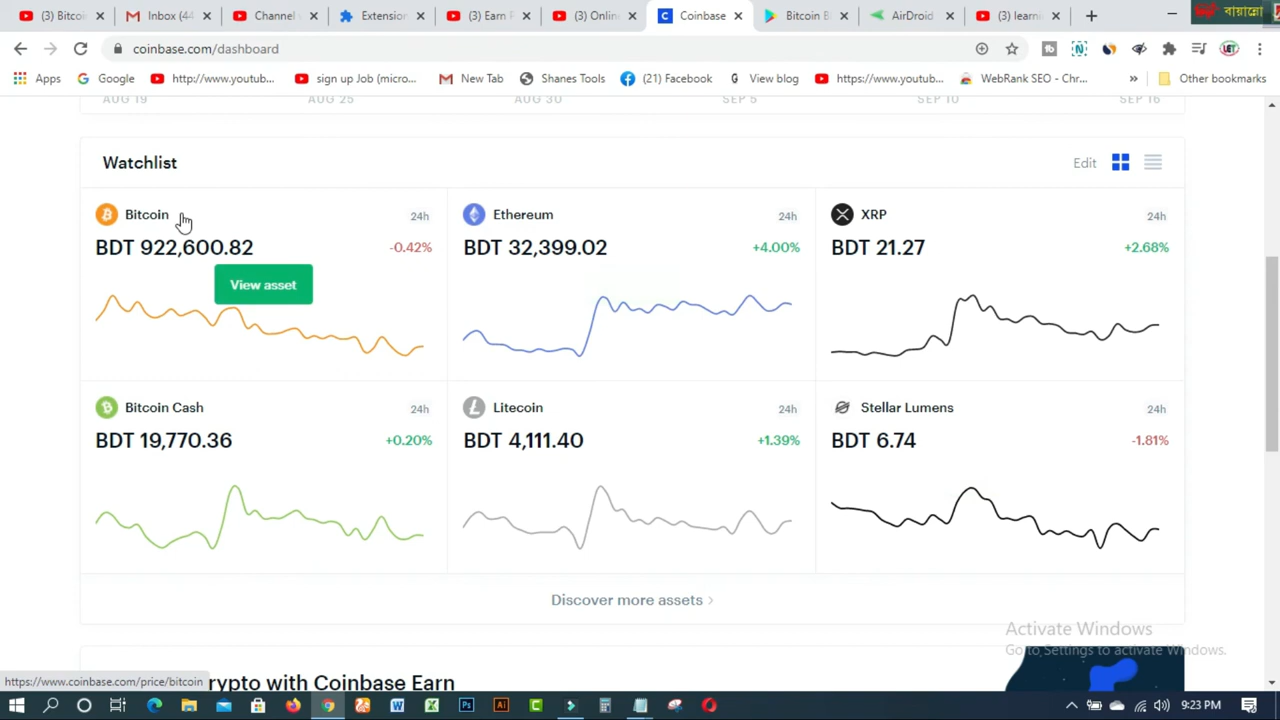 (3) Bitcoi
Inbox (44
Channel
Extension
(3) Earn
(3) Onlin
Coinbase
Bitcoin B
AirDroid
(3) learni
বায়ান্নো
coinbase.com/dashboard
Apps
Google
http://www.youtub...
sign up Job (micro...
New Tab
Shanes Tools
(21) Facebook
View blog
https://www.youtub...
WebRank SEO - Chr...
»
Other bookmarks
AUG 19 AUG 25 AUG 30 SEP 5 SEP 10 SEP 16
Watchlist
Edit
Bitcoin
24h
BDT 922,600.82
-0.42%
View asset
Ethereum
24h
BDT 32,399.02
+4.00%
XRP
24h
BDT 21.27
+2.68%
Bitcoin Cash
24h
BDT 19,770.36
+0.20%
Litecoin
24h
BDT 4,111.40
+1.39%
Stellar Lumens
24h
BDT 6.74
-1.81%
Discover more assets
Activate Windows
Go to Settings to activate Windows.
https://www.coinbase.com/price/bitcoin
rypto with Coinbase Earn
9:23 PM